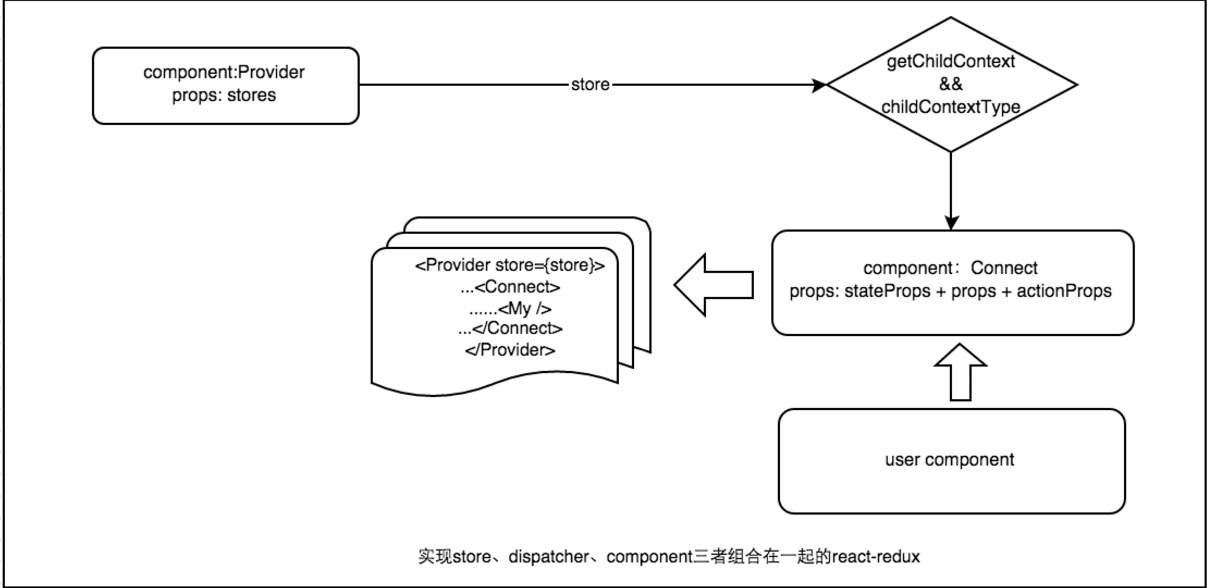 component:Provider
props: stores
store
getChildContext
&&
childContextType
<Provider store={store}>
...<Connect>
......<My />
...</Connect>
</Provider>
component：Connect
props: stateProps + props + actionProps
user component
实现store、dispatcher、component三者组合在一起的react-redux